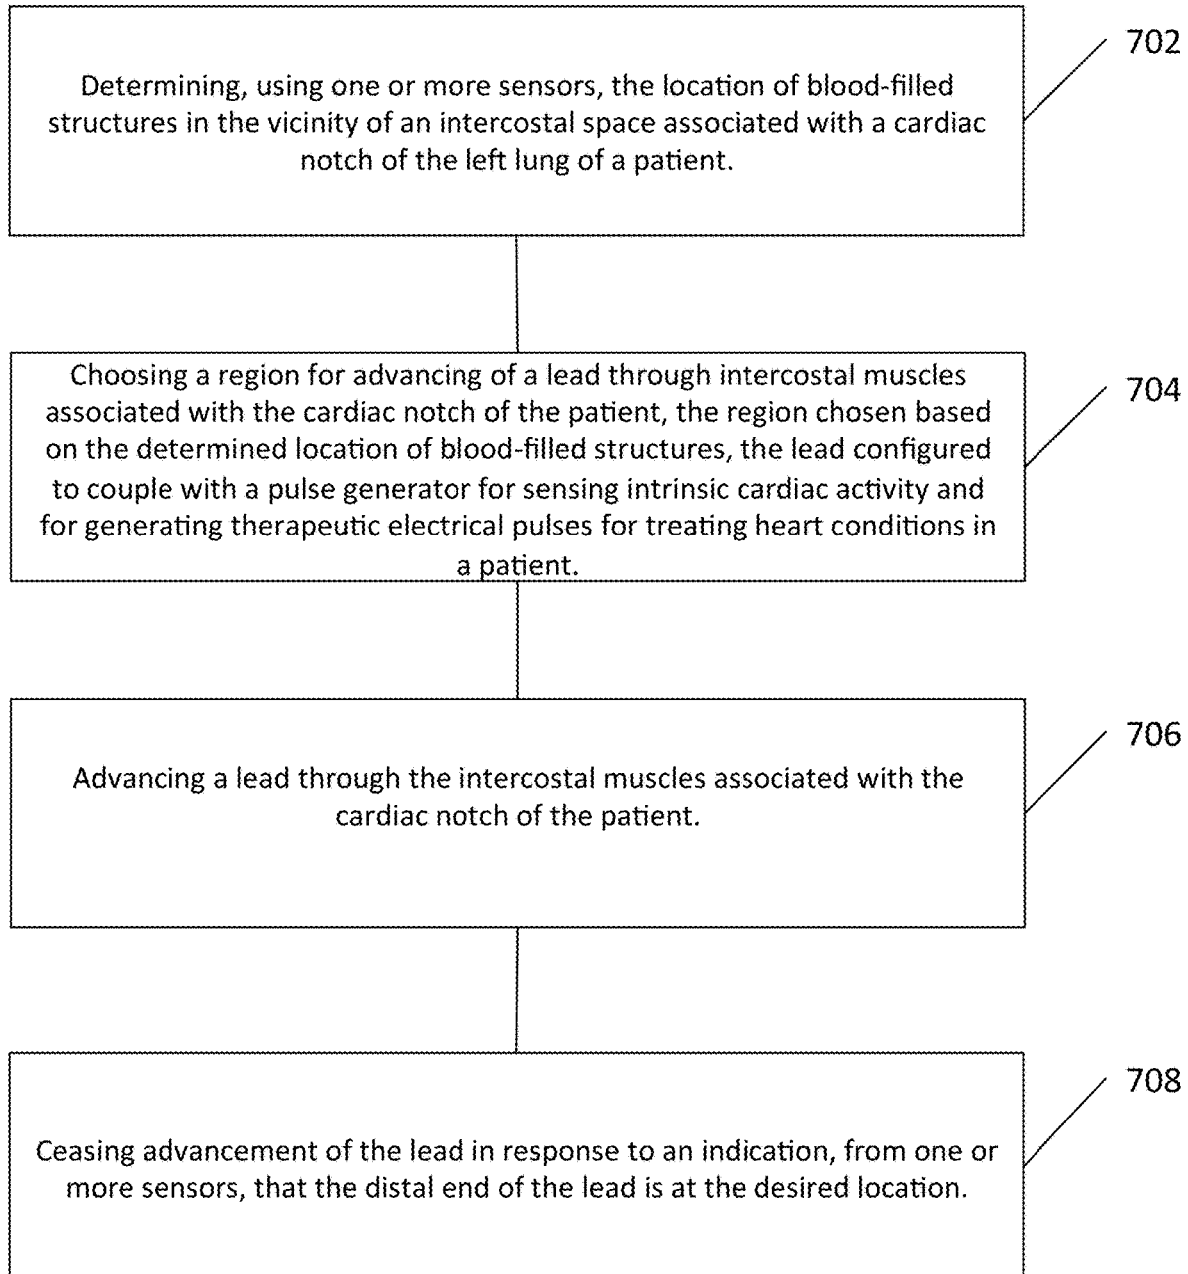 702
Determining, using one or more sensors, the location of blood-filled
structures in the vicinity of an intercostal space associated with a cardiac
notch of the left lung of a patient.
704
Choosing a region for advancing of a lead through intercostal muscles
associated with the cardiac notch of the patient, the region chosen based
on the determined location of blood-filled structures, the lead configured
to couple with a pulse generator for sensing intrinsic cardiac activity and
for generating therapeutic electrical pulses for treating heart conditions in
a patient.
706
Advancing a lead through the intercostal muscles associated with the
cardiac notch of the patient.
708
Ceasing advancement of the lead in response to an indication, from one or
more sensors, that the distal end of the lead is at the desired location.